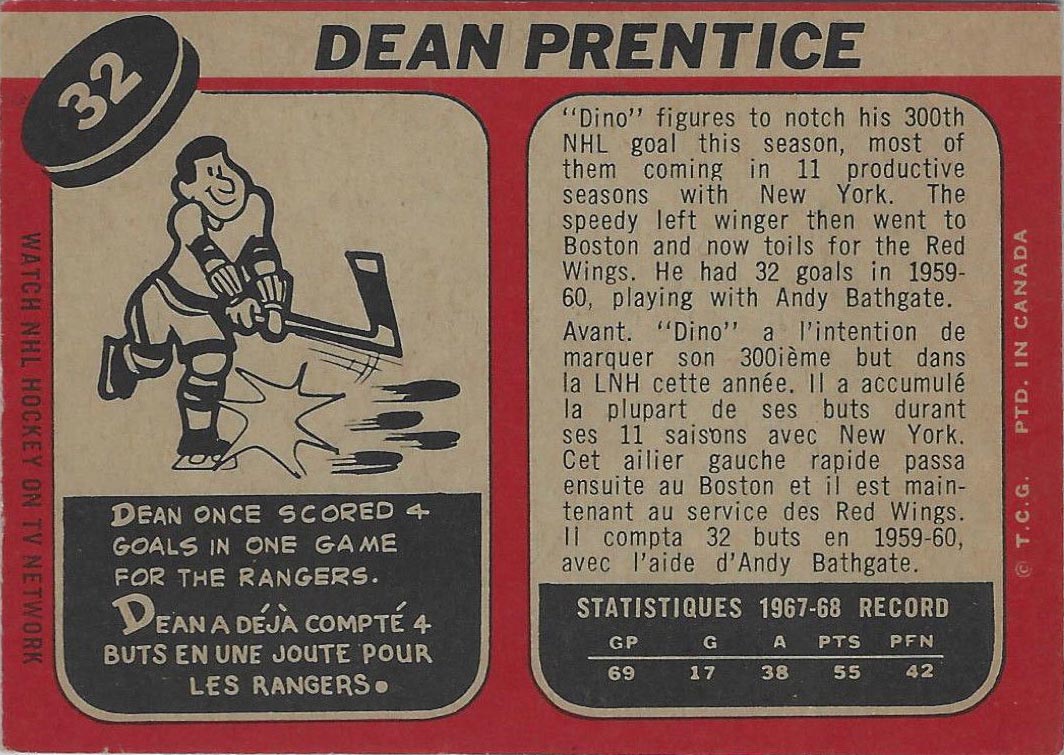 32
DEAN PRENTICE
WATCH NHL HOCKEY ON TV NETWORK
DEAN ONCE SCORED 4
GOALS IN ONE GAME
FOR THE RANGERS.
DEAN A DÉJÀ COMPTÉ 4
BUTS EN UNE JOUTE POUR
LES RANGERS.
"Dino" figures to notch his 300th
NHL goal this season, most of
them coming in 11 productive
seasons with New York. The
speedy left winger then went to
Boston and now toils for the Red
Wings. He had 32 goals in 1959-
60, playing with Andy Bathgate.
Avant. "Dino" a l'intention de
marquer son 300ième but dans
la LNH cette année. Il a accumulé
la plupart de ses buts durant
ses 11 saisons avec New York.
Cet ailier gauche rapide passa
ensuite au Boston et il est main-
tenant au service des Red Wings.
Il compta 32 buts en 1959-60,
avec l'aide d'Andy Bathgate.
STATISTIQUES 1967-68 RECORD
GP G A PTS PFN
69 17 38 55 42
© T.C.G. PTD. IN CANADA